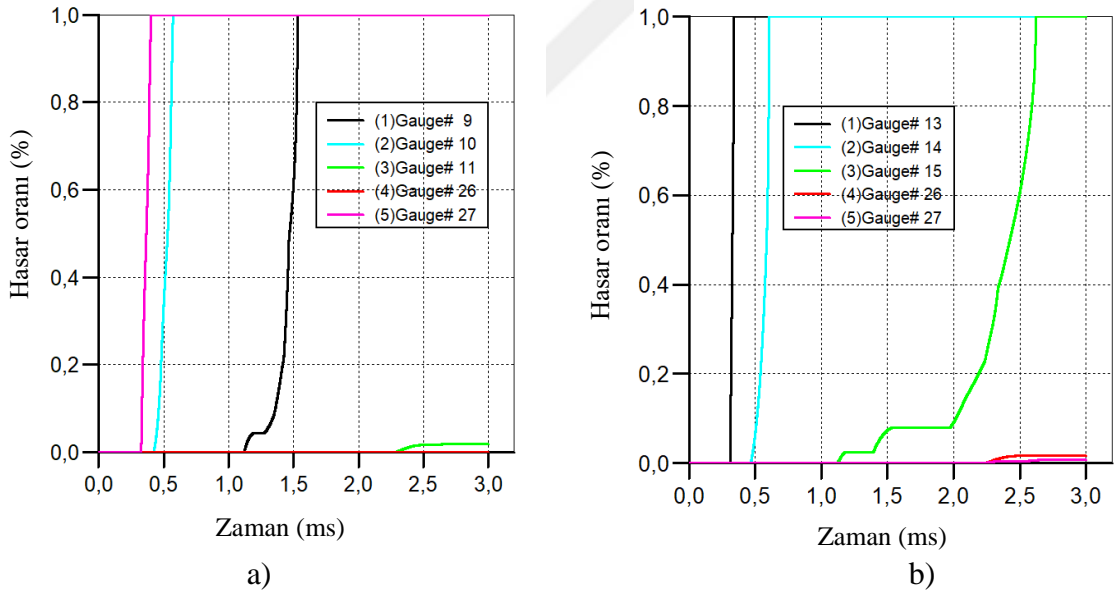 1,0
0,8
0,6
0,4
0,2
0,0
Hasar oranı (%)
(1)Gauge# 9
(2)Gauge# 10
(3)Gauge# 11
(4)Gauge# 26
(5)Gauge# 27
0,0 0,5 1,0 1,5 2,0 2,5 3,0
Zaman (ms)
a)
1,0
0,8
0,6
0,4
0,2
0,0
Hasar oranı (%)
(1)Gauge# 13
(2)Gauge# 14
(3)Gauge# 15
(4)Gauge# 26
(5)Gauge# 27
0,0 0,5 1,0 1,5 2,0 2,5 3,0
Zaman (ms)
b)